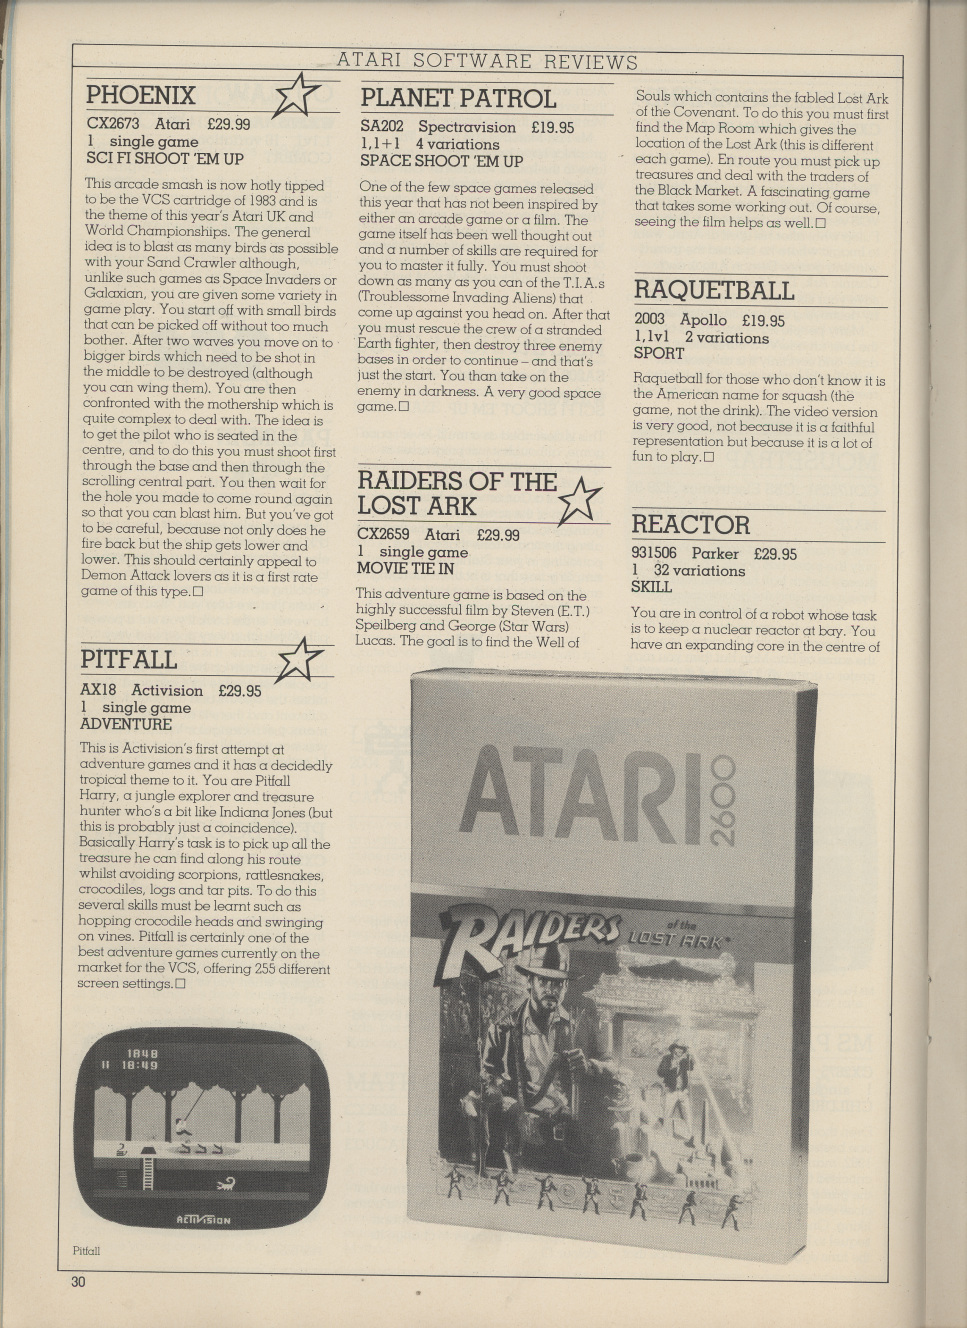 ATARI SOFTWARE REVIEWS
PHOENIX
CX2673 Atari £29.99
1 single game
SCI FI SHOOT 'EM UP
This arcade smash is now hotly tipped
to be the VCS cartridge of 1983 and is
the theme of this year's Atari UK and
World Championships. The general
idea is to blast as many birds as possible
with your Sand Crawler although,
unlike such games as Space Invaders or
Galaxian, you are given some variety in
game play. You start off with small birds
that can be picked off without too much
bother. After two waves you move on to
bigger birds which need to be shot in
the middle to be destroyed (although
you can wing them). You are then
confronted with the mothership which is
quite complex to deal with. The idea is
to get the pilot who is seated in the
centre, and to do this you must shoot first
through the base and then through the
scrolling central part. You then wait for
the hole you made to come round again
so that you can blast him. But you've got
to be careful, because not only does he
fire back but the ship gets lower and
lower. This should certainly appeal to
Demon Attack lovers as it is a first rate
game of this type.
PITFALL
AX18 Activision £29.95
1 single game
ADVENTURE
This is Activision's first attempt at
adventure games and it has a decidedly
tropical theme to it. You are Pitfall
Harry, a jungle explorer and treasure
hunter who's a bit like Indiana Jones (but
this is probably just a coincidence).
Basically Harry's task is to pick up all the
treasure he can find along his route
whilst avoiding scorpions, rattlesnakes,
crocodiles, logs and tar pits. To do this
several skills must be learnt such as
hopping crocodile heads and swinging
on vines. Pitfall is certainly one of the
best adventure games currently on the
market for the VCS, offering 255 different
screen settings.
1848
II 18:49
ACTIVISION
Pitfall
30
PLANET PATROL
SA202 Spectravision £19.95
1,1+1 4 variations
SPACE SHOOT 'EM UP
One of the few space games released
this year that has not been inspired by
either an arcade game or a film. The
game itself has been well thought out
and a number of skills are required for
you to master it fully. You must shoot
down as many as you can of the T.I.A.s
(Troublessome Invading Aliens) that
come up against you head on. After that
you must rescue the crew of a stranded
Earth fighter, then destroy three enemy
bases in order to continue – and that's
just the start. You than take on the
enemy in darkness. A very good space
game.
RAIDERS OF THE
LOST ARK
CX2659 Atari £29.99
1 single game
MOVIE TIE IN
This adventure game is based on the
highly successful film by Steven (E.T.)
Speilberg and George (Star Wars)
Lucas. The goal is to find the Well of
Souls which contains the fabled Lost Ark
of the Covenant. To do this you must first
find the Map Room which gives the
location of the Lost Ark (this is different
each game). En route you must pick up
treasures and deal with the traders of
the Black Market. A fascinating game
that takes some working out. Of course,
seeing the film helps as well.
RAQUETBALL
2003 Apollo £19.95
1,1v1 2 variations
SPORT
Raquetball for those who don't know it is
the American name for squash (the
game, not the drink). The video version
is very good, not because it is a faithful
representation but because it is a lot of
fun to play.
REACTOR
931506 Parker £29.95
1 32 variations
SKILL
You are in control of a robot whose task
is to keep a nuclear reactor at bay. You
have an expanding core in the centre of
ATARI 2600
RAIDERS of the LOST ARK